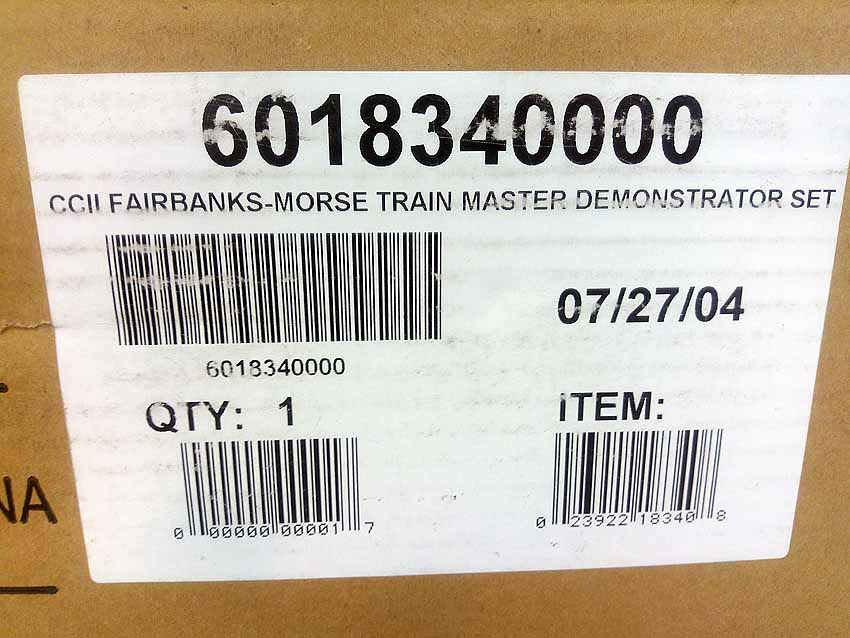 6018340000
CCII FAIRBANKS-MORSE TRAIN MASTER DEMONSTRATOR SET
07/27/04
6018340000
QTY: 1
ITEM:
0 00000 00001 7
0 23922 18340 8
NA